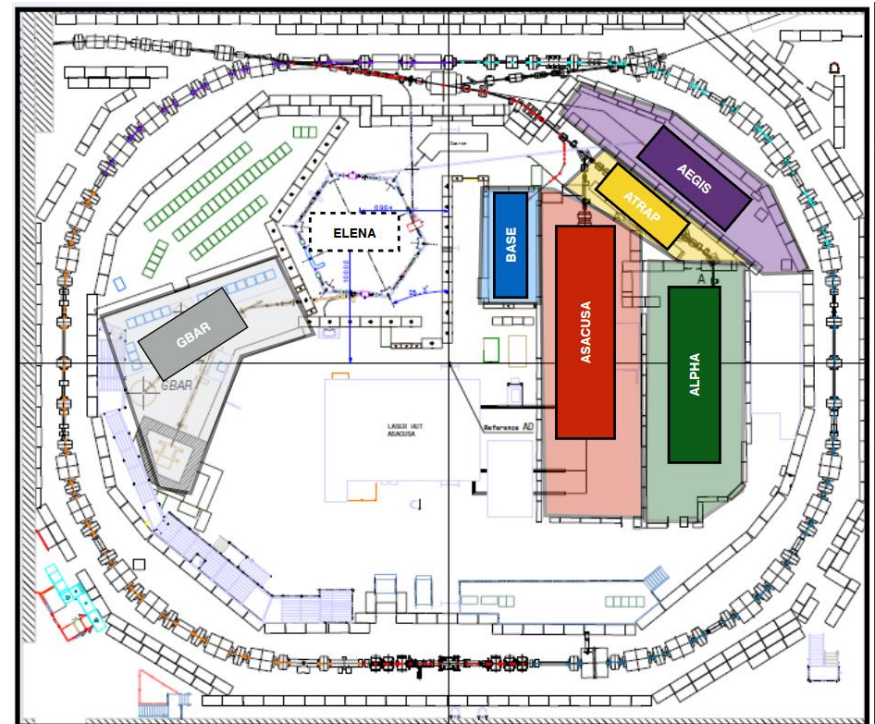 AEGIS
ATRAP
ELENA
BASE
GBAR
ASACUSA
ALPHA
A
GBAR
LASER HUT
ASACUSA
Reference AD